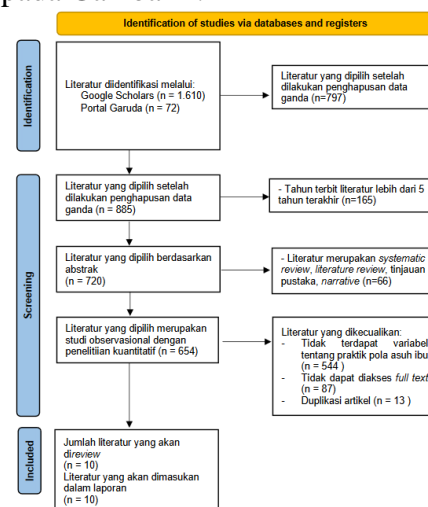 Identification of studies via databases and registers
Identification
Literatur diidentifikasi melalui:
Google Scholars (n = 1.610)
Portal Garuda (n = 72)
Literatur yang dipilih setelah
dilakukan penghapusan data
ganda (n=797)
Screening
Literatur yang dipilih setelah
dilakukan penghapusan data
ganda (n = 885)
- Tahun terbit literatur lebih dari 5
tahun terakhir (n=165)
Literatur yang dipilih berdasarkan
abstrak
(n = 720)
- Literatur merupakan systematic
review, literature review, tinjauan
pustaka, narrative (n=66)
Literatur yang dipilih merupakan
studi observasional dengan
penelitiian kuantitatif (n = 654)
Literatur yang dikecualikan:
- Tidak terdapat variabel
tentang praktik pola asuh ibu
(n = 544 )
- Tidak dapat diakses full text
(n = 87)
- Duplikasi artikel (n = 13 )
Included
Jumlah literatur yang akan
direview
(n = 10)
Literatur yang akan dimasukan
dalam laporan
(n = 10)